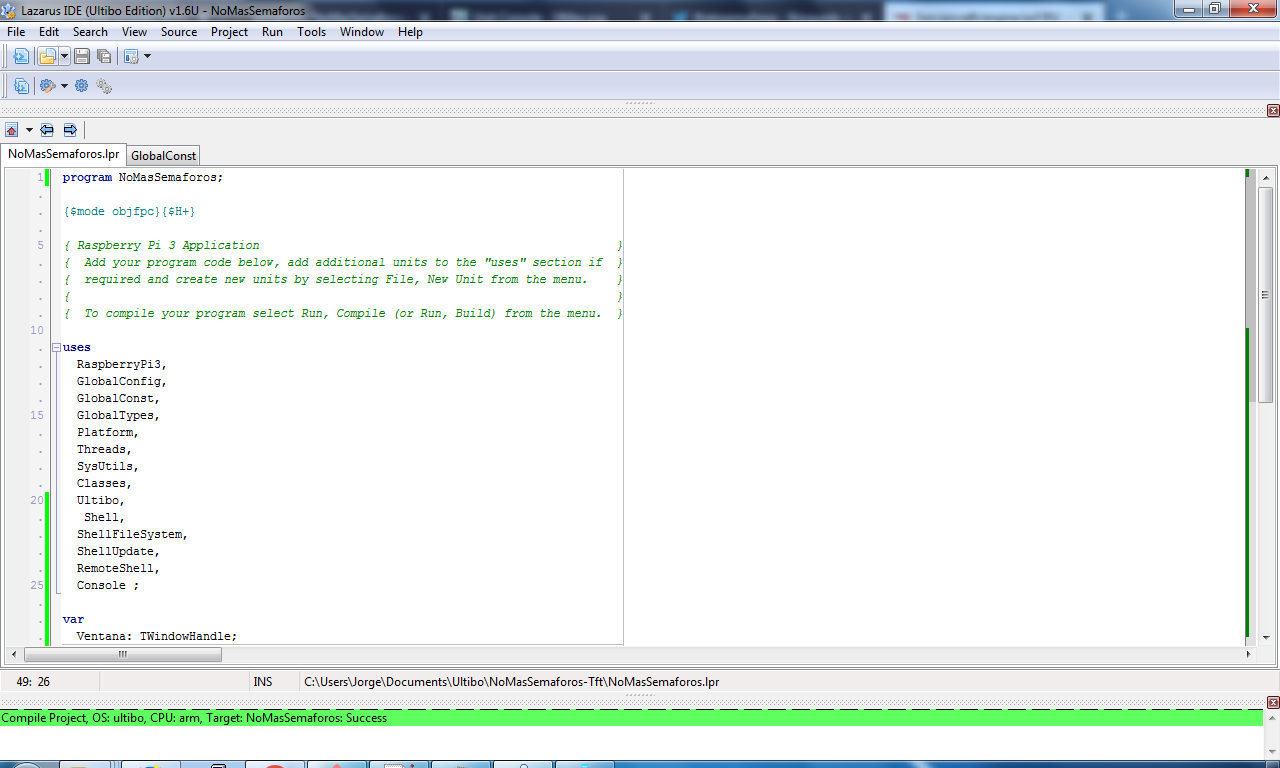 Lazarus IDE (Ultibo Edition) v1.6U - NoMasSemaforos
File Edit Search View Source Project Run Tools Window Help
NoMasSemaforos.lpr GlobalConst
1 program NoMasSemaforos;
.
. {$mode objfpc}{$H+}
.
5 { Raspberry Pi 3 Application }
. { Add your program code below, add additional units to the "uses" section if }
. { required and create new units by selecting File, New Unit from the menu. }
. { }
. { To compile your program select Run, Compile (or Run, Build) from the menu. }
10
. uses
. RaspberryPi3,
. GlobalConfig,
. GlobalConst,
15 GlobalTypes,
. Platform,
. Threads,
. SysUtils,
. Classes,
20 Ultibo,
. Shell,
. ShellFileSystem,
. ShellUpdate,
. RemoteShell,
25 Console ;
.
. var
. Ventana: TWindowHandle;
49: 26 INS C:\Users\Jorge\Documents\Ultibo\NoMasSemaforos-Tft\NoMasSemaforos.lpr
Compile Project, OS: ultibo, CPU: arm, Target: NoMasSemaforos: Success